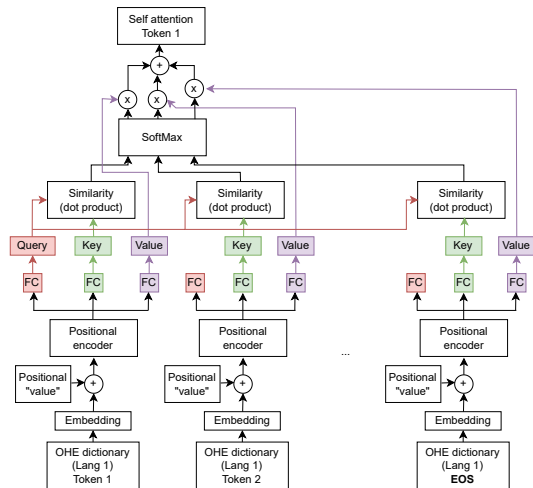 Self attention
Token 1
+
x
x
x
SoftMax
Similarity
(dot product)
Similarity
(dot product)
Similarity
(dot product)
Query
Key
Value
Key
Value
Key
Value
FC
FC
FC
FC
FC
FC
FC
FC
FC
Positional
encoder
Positional
encoder
Positional
encoder
...
Positional
"value"
+
Positional
"value"
+
Positional
"value"
+
Embedding
Embedding
Embedding
OHE dictionary
(Lang 1)
Token 1
OHE dictionary
(Lang 1)
Token 2
OHE dictionary
(Lang 1)
EOS